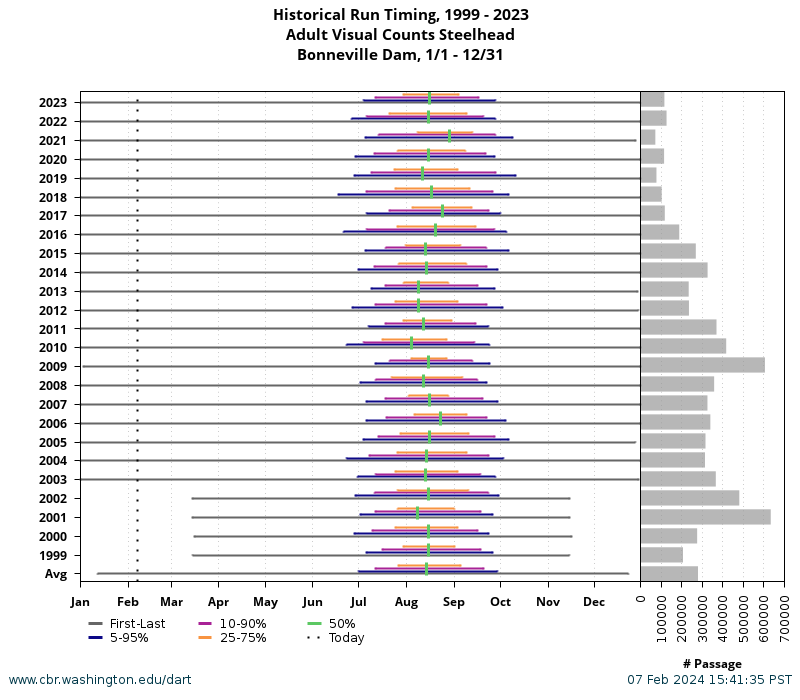 Historical Run Timing, 1999 - 2023
Adult Visual Counts Steelhead
Bonneville Dam, 1/1 - 12/31
2023
2022
2021
2020
2019
2018
2017
2016
2015
2014
2013
2012
2011
2010
2009
2008
2007
2006
2005
2004
2003
2002
2001
2000
1999
Avg
Jan Feb Mar Apr May Jun Jul Aug Sep Oct Nov Dec
0 100000 200000 300000 400000 500000 600000 700000
First-Last 10-90% 50%
5-95% 25-75% Today
# Passage
www.cbr.washington.edu/dart 07 Feb 2024 15:41:35 PST